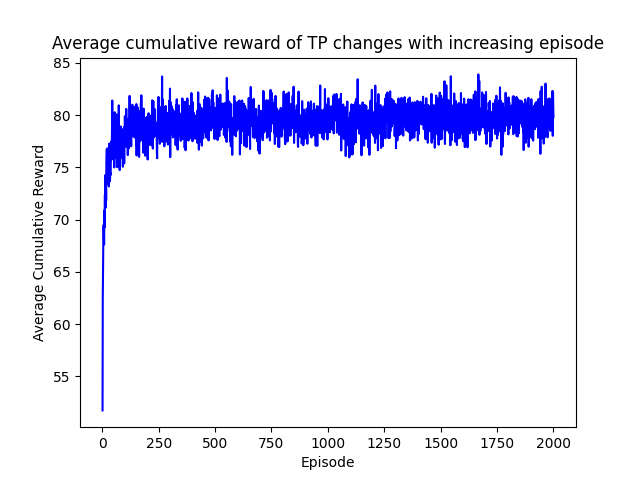 Average cumulative reward of TP changes with increasing episode
85
80
75
70
65
60
55
Average Cumulative Reward
0 250 500 750 1000 1250 1500 1750 2000
Episode